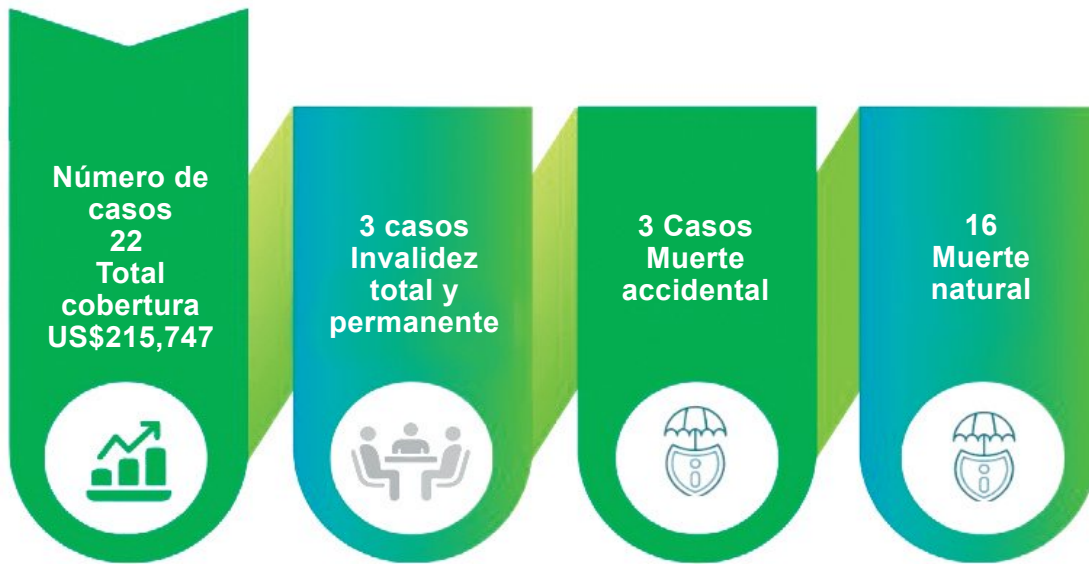 Número de
casos
22
Total
cobertura
US$215,747
3 casos
Invalidez
total y
permanente
3 Casos
Muerte
accidental
16
Muerte
natural